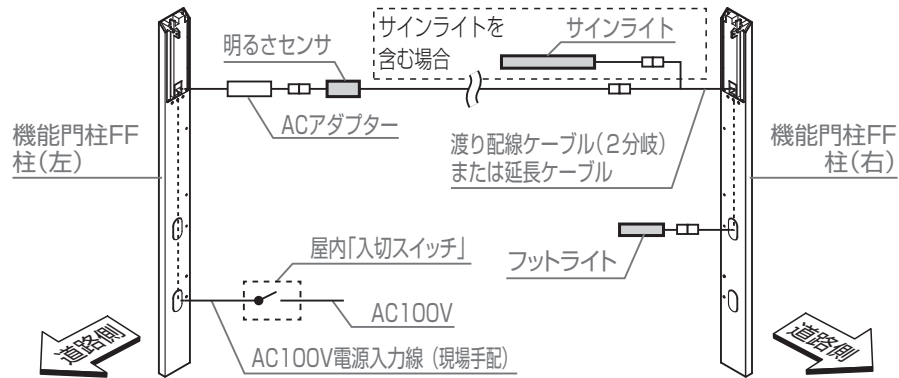 サインライトを
含む場合
サインライト
明るさセンサ
ACアダプター
機能門柱FF
柱(左)
渡り配線ケーブル(2分岐)
または延長ケーブル
機能門柱FF
柱(右)
屋内「入切スイッチ」
フットライト
AC100V
道路側
AC100V電源入力線（現場手配）
道路側